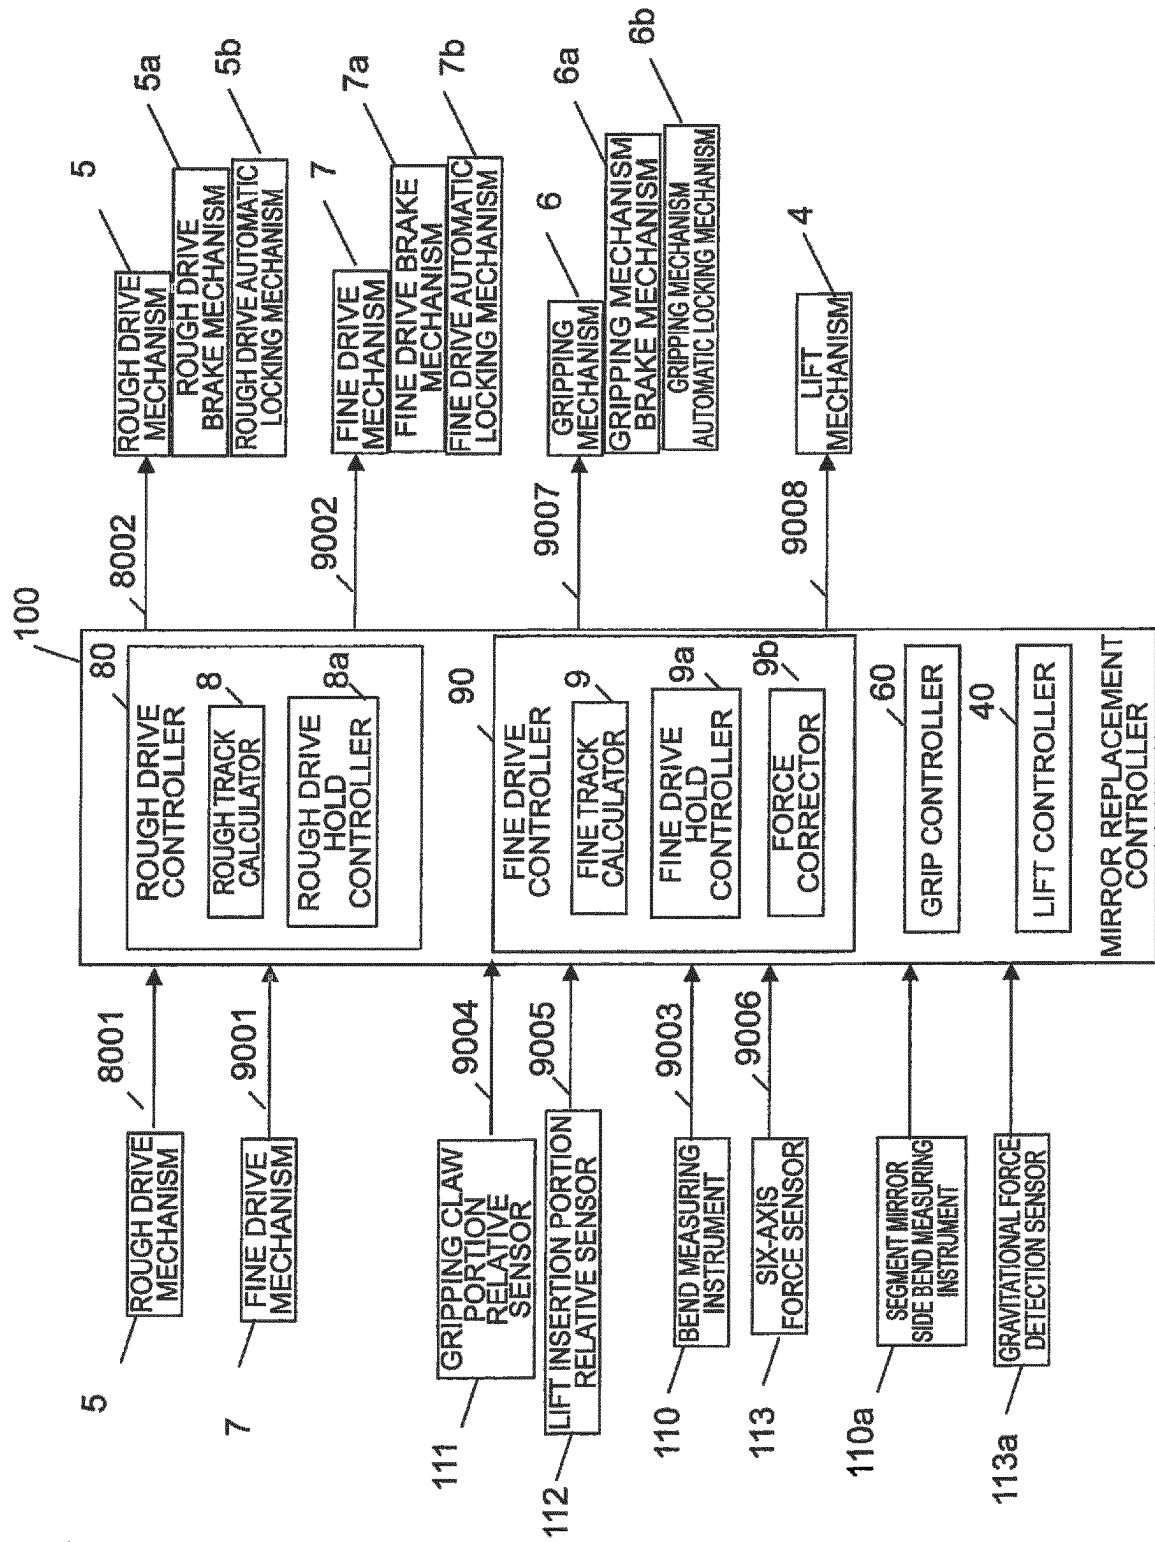 5
ROUGH DRIVE
MECHANISM
8001
7
FINE DRIVE
MECHANISM
9001
111
GRIPPING CLAW
PORTION
RELATIVE
SENSOR
9004
112
LIFT INSERTION PORTION
RELATIVE SENSOR
9005
110
BEND MEASURING
INSTRUMENT
9003
113
SIX-AXIS
FORCE SENSOR
9006
110a
SEGMENT MIRROR
SIDE BEND MEASURING
INSTRUMENT
113a
GRAVITATIONAL FORCE
DETECTION SENSOR
100
80
ROUGH DRIVE
CONTROLLER
8
ROUGH TRACK
CALCULATOR
8a
ROUGH DRIVE
HOLD
CONTROLLER
90
FINE DRIVE
CONTROLLER
9
FINE TRACK
CALCULATOR
9a
FINE DRIVE
HOLD
CONTROLLER
9b
FORCE
CORRECTOR
60
GRIP CONTROLLER
40
LIFT CONTROLLER
MIRROR REPLACEMENT
CONTROLLER
8002
5
ROUGH DRIVE
MECHANISM
5a
ROUGH DRIVE
BRAKE MECHANISM
5b
ROUGH DRIVE AUTOMATIC
LOCKING MECHANISM
9002
7
FINE DRIVE
MECHANISM
7a
FINE DRIVE BRAKE
MECHANISM
7b
FINE DRIVE AUTOMATIC
LOCKING MECHANISM
9007
6
GRIPPING
MECHANISM
6a
GRIPPING MECHANISM
BRAKE MECHANISM
6b
GRIPPING MECHANISM
AUTOMATIC LOCKING MECHANISM
9008
4
LIFT
MECHANISM